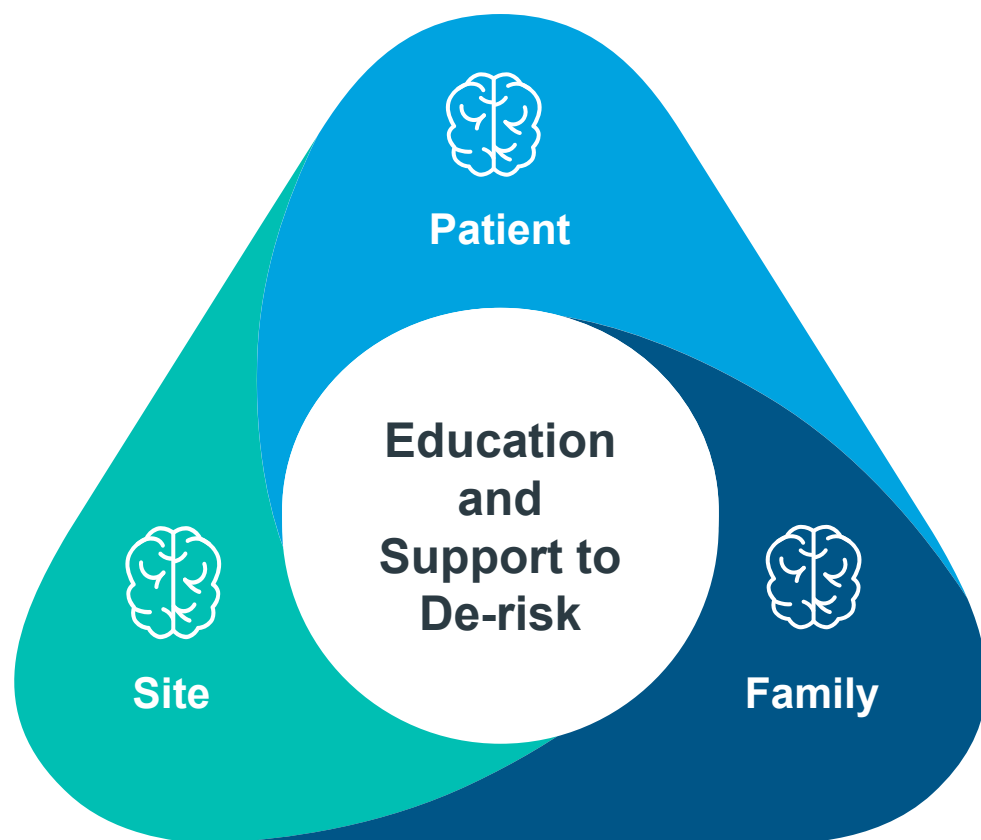 Patient
Education
and
Support to
De-risk
Site
Family